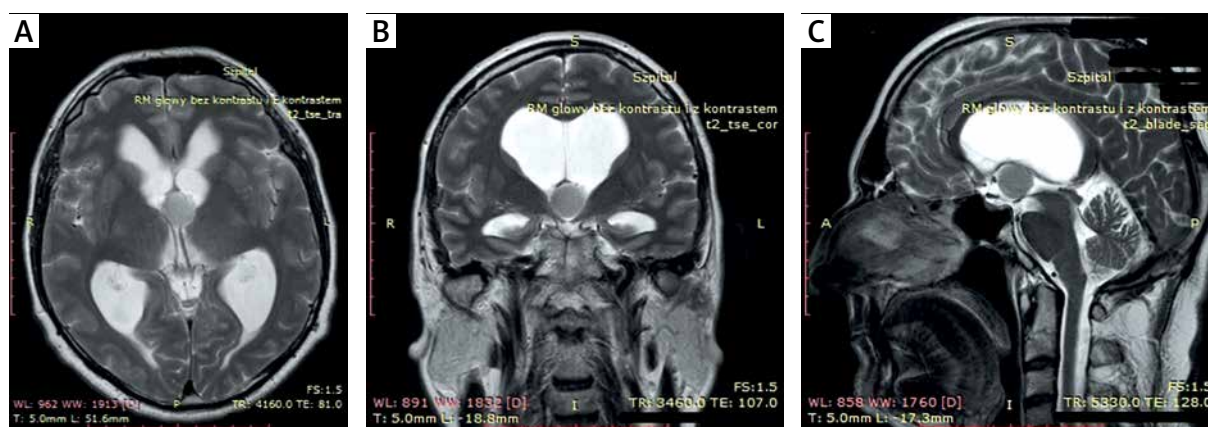 A
Szpital
RM glowy bez kontrastu i z kontrastem
t2_tse_tra
L
WL: 962 WW: 1913 [D]
T: 5.0mm L: 51.6mm
P
FS:1.5
TR: 4160.0 TE: 81.0
B
S
Szpital
RM glowy bez kontrastu i z kontrastem
t2_tse_cor
R
L
WL: 891 WW: 1832 [D]
T: 5.0mm L: -18.8mm
I
FS:1.5
TR: 3460.0 TE: 107.0
C
S
Szpital
RM glowy bez kontrastu i z kontrastem
t2_blade_sag
A
P
WL: 858 WW: 1760 [D]
T: 5.0mm L: -17.3mm
I
FS:1.5
TR: 5330.0 TE: 128.0